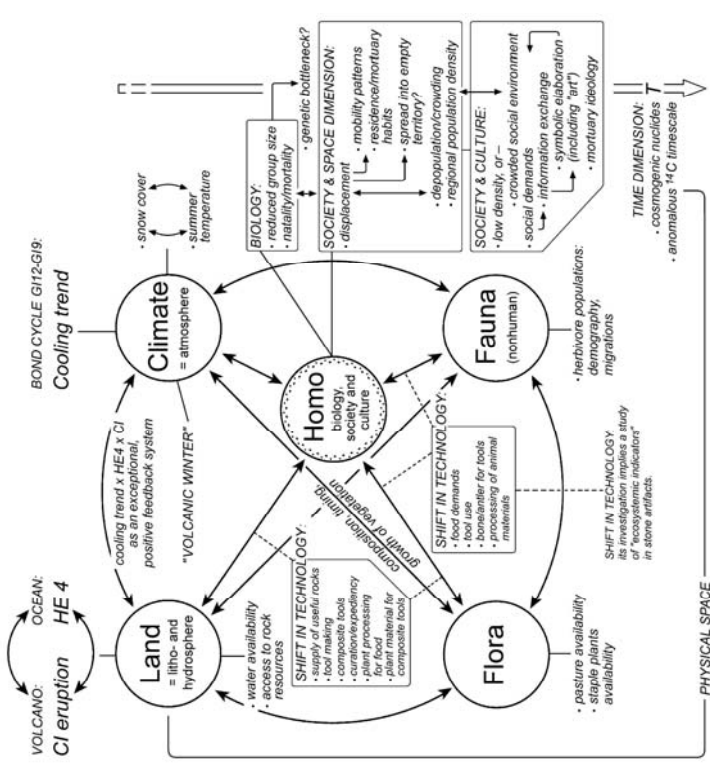 VOLCANO:
CI eruption
OCEAN:
HE 4
BOND CYCLE GI12-GI9:
Cooling trend
cooling trend x HE4 x CI
as an exceptional,
positive feedback system
"VOLCANIC WINTER"
Land
= litho- and
hydrosphere
Climate
= atmosphere
· snow cover
· summer
temperature
· water availability
· access to rock
resources
Homo
biology,
society and
culture
composition, timing,
growth of vegetation
SHIFT IN TECHNOLOGY:
· supply of useful rocks
· tool making
· composite tools
· curation/expediency
· plant processing
for food
· plant material for
composite tools
SHIFT IN TECHNOLOGY:
· food demands
· tool use
· bone/antler for tools
· processing of animal
materials
Flora
Fauna
(nonhuman)
· pasture availability
· staple plants
availability
· herbivore populations:
demography,
migrations
SHIFT IN TECHNOLOGY:
its investigation implies a study
of "ecosystemic indicators"
in stone artifacts.
BIOLOGY:
· reduced group size
· natality/mortality
· genetic bottleneck?
SOCIETY & SPACE DIMENSION:
· displacement
· mobility patterns
· residence/mortuary
habits
· spread into empty
territory?
· depopulation/crowding
· regional population density
SOCIETY & CULTURE:
· low density, or –
· crowded social environment
· social demands
· information exchange
· symbolic elaboration
(including "art")
· mortuary ideology
T
TIME DIMENSION:
· cosmogenic nuclides
· anomalous ¹⁴C timescale
PHYSICAL SPACE